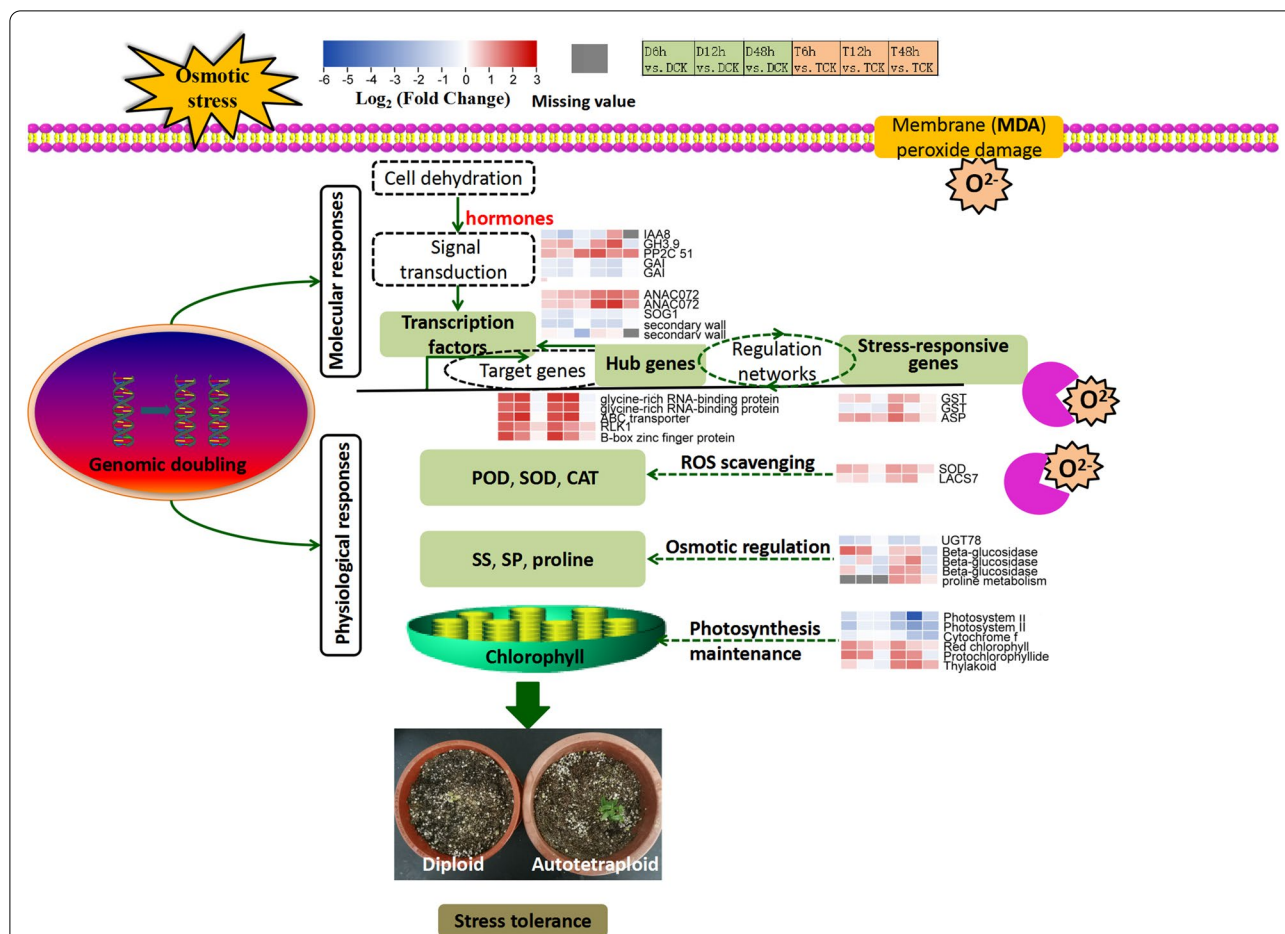 Osmotic
stress
-6 -5 -4 -3 -2 -1 0 1 2 3
Log₂ (Fold Change)
Missing value
D6h D12h D48h T6h T12h T48h
vs. DCK vs. DCK vs. DCK vs. TCK vs. TCK vs. TCK
Membrane (MDA)
peroxide damage
O²⁻
Cell dehydration
hormones
Signal
transduction
IAA8
GH3.9
PP2C 51
GAI
GAI
Molecular responses
Transcription
factors
ANAC072
ANAC072
SOG1
secondary wall
secondary wall
Target genes
Hub genes
Regulation
networks
Stress-responsive
genes
O²⁻
glycine-rich RNA-binding protein
glycine-rich RNA-binding protein
ABC transporter
RLK1
B-box zinc finger protein
GST
GST
ASP
Genomic doubling
Physiological responses
POD, SOD, CAT
ROS scavenging
SOD
LACS7
O²⁻
SS, SP, proline
Osmotic regulation
UGT78
Beta-glucosidase
Beta-glucosidase
Beta-glucosidase
proline metabolism
Chlorophyll
Photosynthesis
maintenance
Photosystem II
Photosystem II
Cytochrome f
Red chlorophyll
Protochlorophyllide
Thylakoid
Diploid
Autotetraploid
Stress tolerance